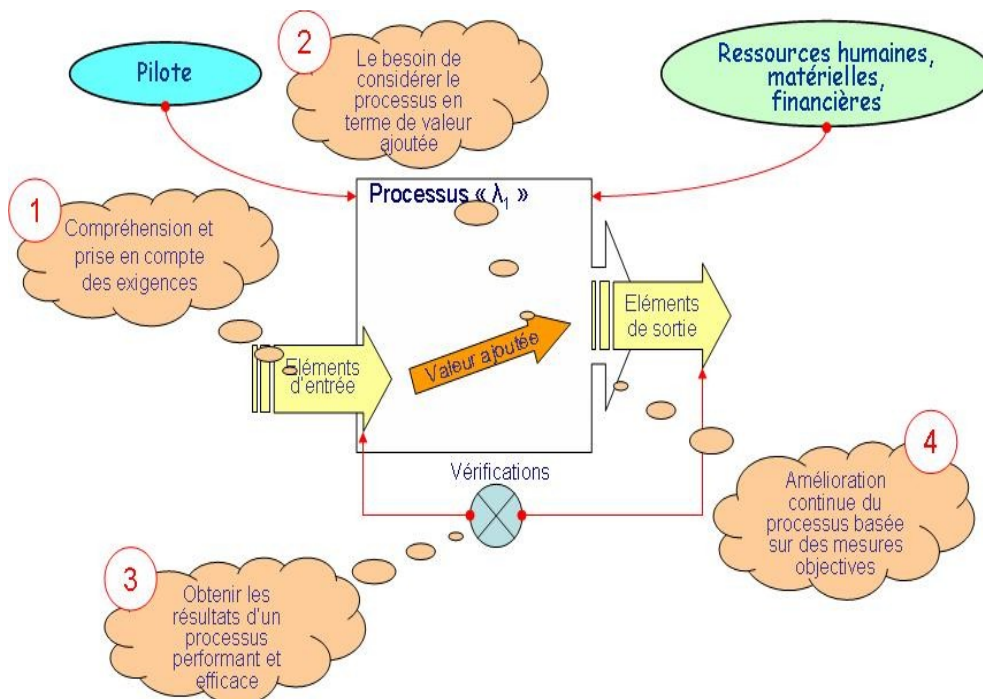 2
Le besoin de
considérer le
processus en
terme de valeur
ajoutée
Pilote
Ressources humaines,
matérielles,
financières
1
Compréhension et
prise en compte
des exigences
Processus « λ1 »
Eléments
d'entrée
Valeur ajoutée
Eléments
de sortie
Vérifications
3
Obtenir les
résultats d'un
processus
performant et
efficace
4
Amélioration
continue du
processus basée
sur des mesures
objectives